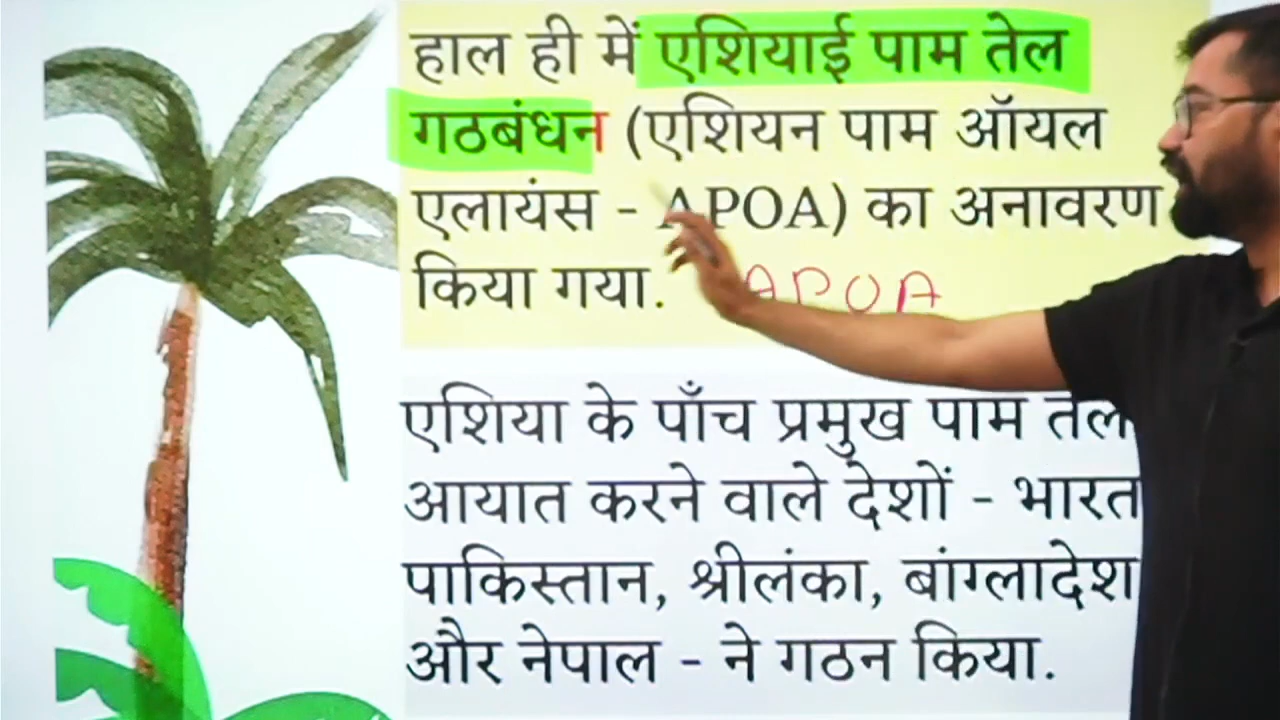 हाल ही में एशियाई पाम तेल
गठबंधन (एशियन पाम ऑयल
एलायंस - APOA) का अनावरण
किया गया.
APOA
एशिया के पाँच प्रमुख पाम तेल
आयात करने वाले देशों - भारत
पाकिस्तान, श्रीलंका, बांग्लादेश
और नेपाल - ने गठन किया.